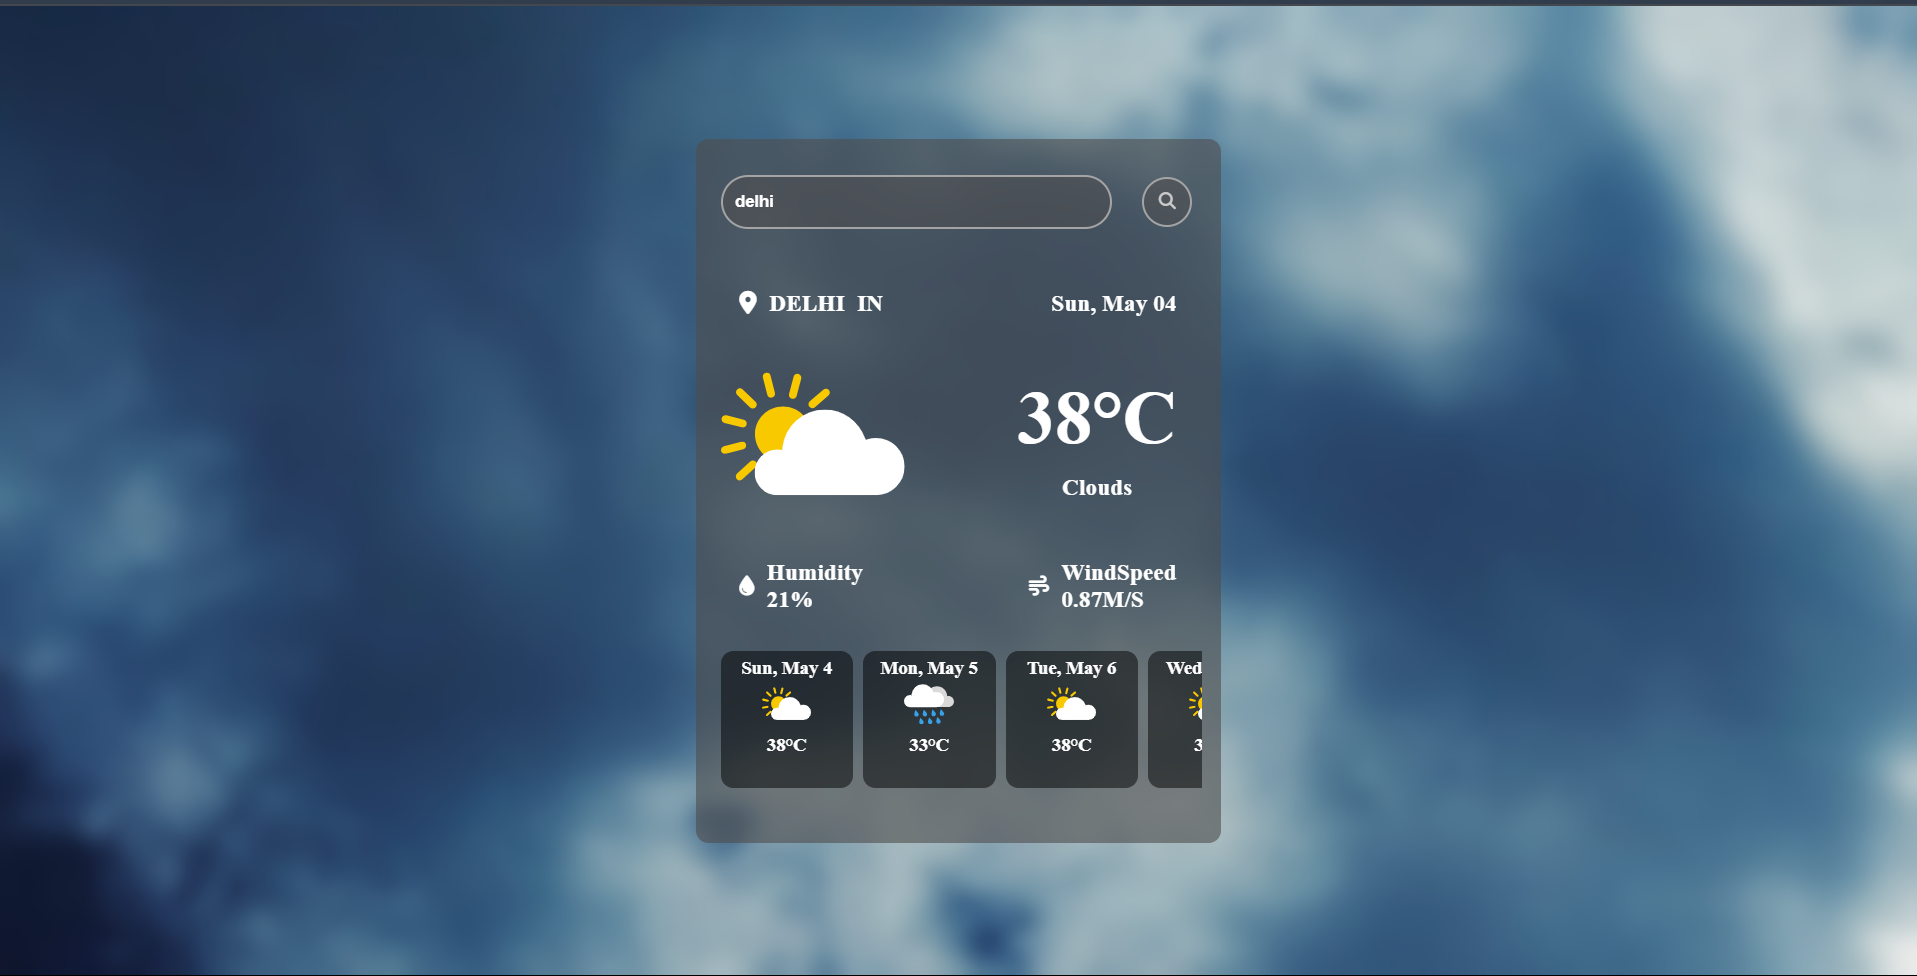 delhi
DELHI IN
Sun, May 04
38°C
Clouds
Humidity
21%
WindSpeed
0.87M/S
Sun, May 4
38°C
Mon, May 5
33°C
Tue, May 6
38°C
Wed
3